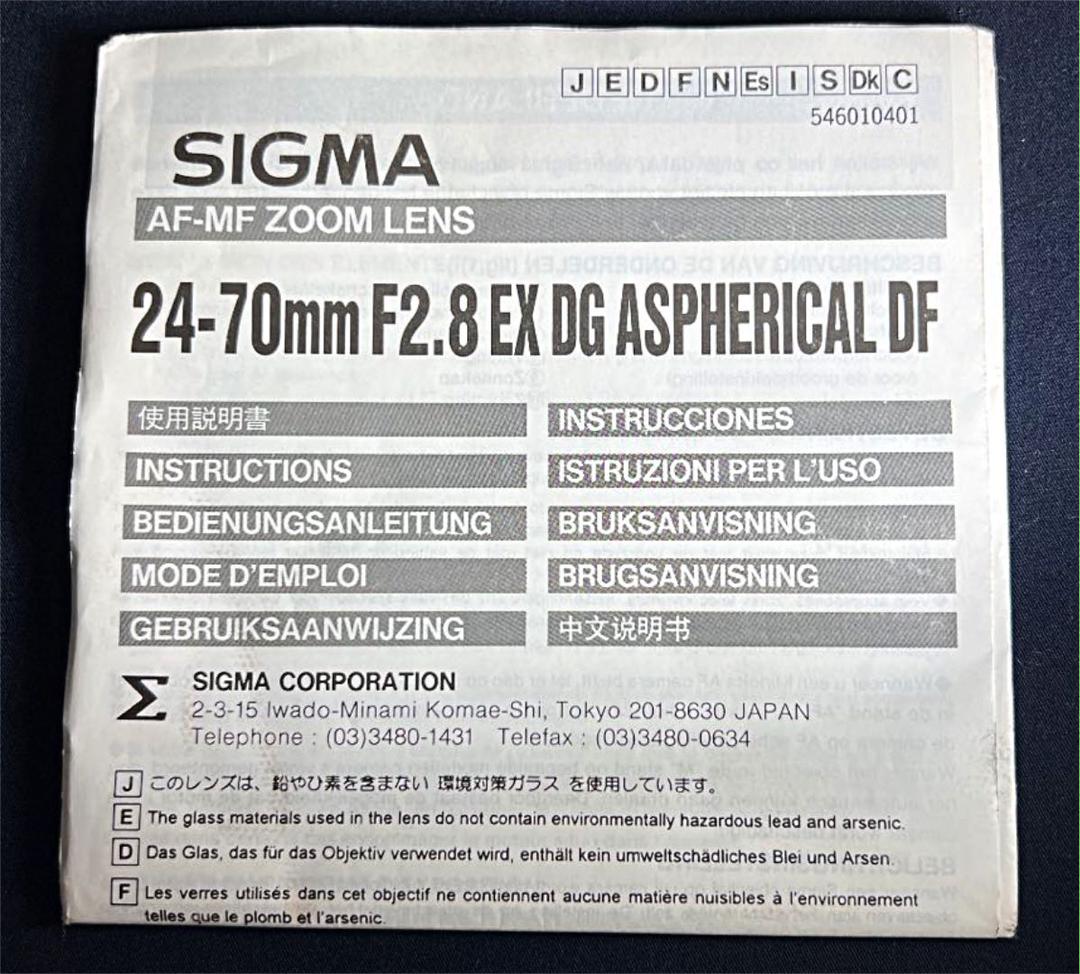 J E D F N Es I S Dk C
546010401
SIGMA
AF-MF ZOOM LENS
24-70mm F2.8 EX DG ASPHERICAL DF
使用説明書
INSTRUCCIONES
INSTRUCTIONS
ISTRUZIONI PER L'USO
BEDIENUNGSANLEITUNG
BRUKSANVISNING
MODE D'EMPLOI
BRUGSANVISNING
GEBRUIKSAANWIJZING
中文说明书
Σ SIGMA CORPORATION
2-3-15 Iwado-Minami Komae-Shi, Tokyo 201-8630 JAPAN
Telephone : (03)3480-1431 Telefax : (03)3480-0634
J このレンズは、鉛やひ素を含まない 環境対策ガラス を使用しています。
E The glass materials used in the lens do not contain environmentally hazardous lead and arsenic.
D Das Glas, das für das Objektiv verwendet wird, enthält kein umweltschädliches Blei und Arsen.
F Les verres utilisés dans cet objectif ne contiennent aucune matière nuisibles à l'environnement
telles que le plomb et l'arsenic.